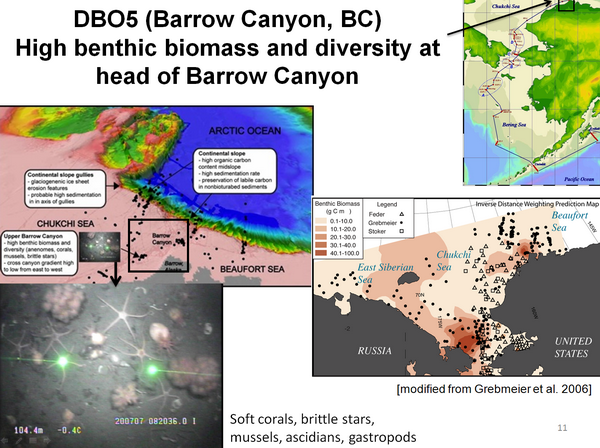 DBO5 (Barrow Canyon, BC)
High benthic biomass and diversity at
head of Barrow Canyon
Chukchi Sea
Bering Sea
Pacific Ocean
ARCTIC OCEAN
Continental slope
- high organic carbon
content midslope
- high sedimentation rate
- preservation of labile carbon
in nonbioturbated sediments
Continental slope gullies
- glaciogenic ice sheet
erosion features
- probable high sedimentation
in in axis of gullies
CHUKCHI SEA
Upper Barrow Canyon
- high benthic biomass and
diversity (anemones, corals,
mussels, brittle stars)
- cross canyon gradient high
to low from east to west
Barrow
Canyon
Barrow
BEAUFORT SEA
Benthic Biomass
(g C m )
0.1-10.0
10.1-20.0
20.1-30.0
30.1-40.0
40.1-100.0
Legend
Feder
Grebmeier
Stoker
Inverse Distance Weighting Prediction Map
Beaufort
Sea
Chukchi
Sea
East Siberian
Sea
70N
RUSSIA
UNITED
STATES
[modified from Grebmeier et al. 2006]
200707 082036.0 1
104.4m -0.4C
Soft corals, brittle stars,
mussels, ascidians, gastropods
11